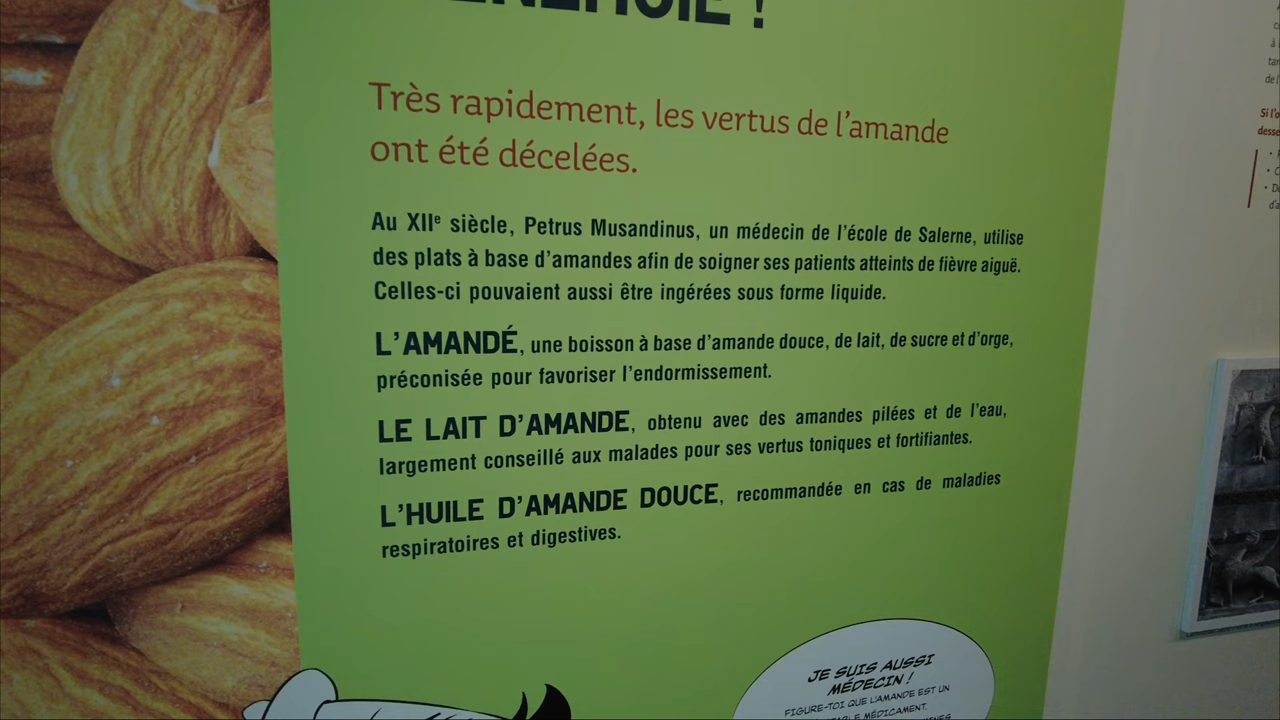 Très rapidement, les vertus de l'amande
ont été décelées.
Au XIIe siècle, Petrus Musandinus, un médecin de l'école de Salerne, utilise
des plats à base d'amandes afin de soigner ses patients atteints de fièvre aiguë.
Celles-ci pouvaient aussi être ingérées sous forme liquide.
L'AMANDÉ, une boisson à base d'amande douce, de lait, de sucre et d'orge,
préconisée pour favoriser l'endormissement.
LE LAIT D'AMANDE, obtenu avec des amandes pilées et de l'eau,
largement conseillé aux malades pour ses vertus toniques et fortifiantes.
L'HUILE D'AMANDE DOUCE, recommandée en cas de maladies
respiratoires et digestives.
JE SUIS AUSSI
MÉDECIN !
FIGURE-TOI QUE L'AMANDE EST UN
MÉDICAMENT.
Si l'o